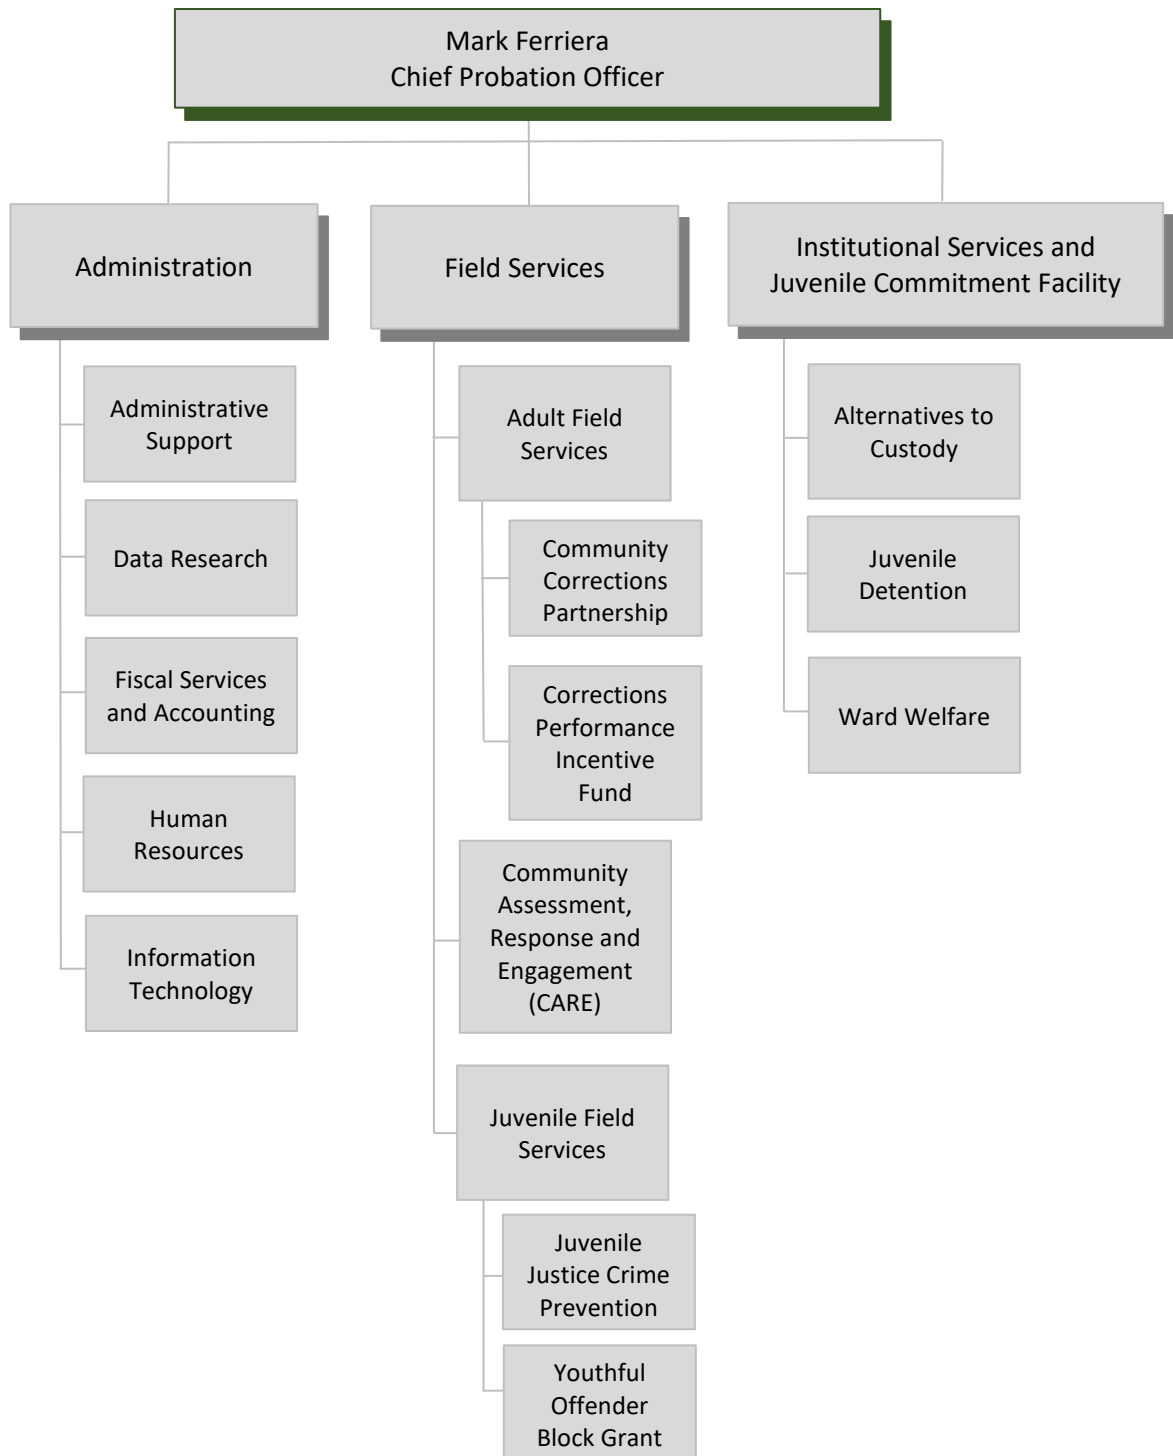 Mark Ferriera
Chief Probation Officer
Administration
Field Services
Institutional Services and
Juvenile Commitment Facility
Administrative
Support
Data Research
Fiscal Services
and Accounting
Human
Resources
Information
Technology
Adult Field
Services
Community
Corrections
Partnership
Corrections
Performance
Incentive
Fund
Community
Assessment,
Response and
Engagement
(CARE)
Juvenile Field
Services
Juvenile
Justice Crime
Prevention
Youthful
Offender
Block Grant
Alternatives to
Custody
Juvenile
Detention
Ward Welfare